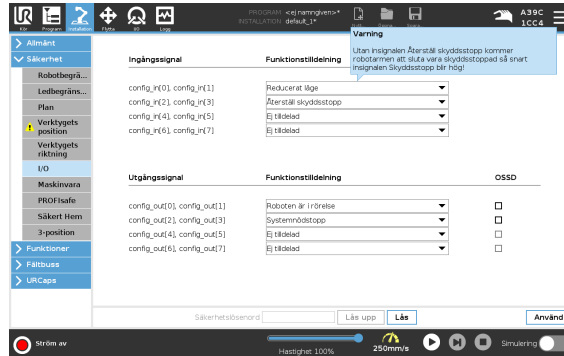 PROGRAM <ej namngiven>*
INSTALLATION default_1*
A39C
1CC4
Kör Program Installation Flytta I/O Logg
Varning
Utan insignalen Återställ skyddsstopp kommer
robotarmen att sluta vara skyddsstoppad så snart
insignalen Skyddsstopp blir hög!
Allmänt
Säkerhet
Robotbegrä...
Ledbegräns...
Plan
Verktygets
position
Verktygets
riktning
I/O
Maskinvara
PROFIsafe
Säkert Hem
3-position
Funktioner
Fältbuss
URCaps
Ingångssignal Funktionstilldelning
config_in[0], config_in[1] Reducerat läge
config_in[2], config_in[3] Återställ skyddsstopp
config_in[4], config_in[5] Ej tilldelad
config_in[6], config_in[7] Ej tilldelad
Utgångssignal Funktionstilldelning OSSD
config_out[0], config_out[1] Roboten är i rörelse
config_out[2], config_out[3] Systemnödstopp
config_out[4], config_out[5] Ej tilldelad
config_out[6], config_out[7] Ej tilldelad
Säkerhetslösenord Lås upp Lås Använd
Ström av
Hastighet 100%
250mm/s
Simulering